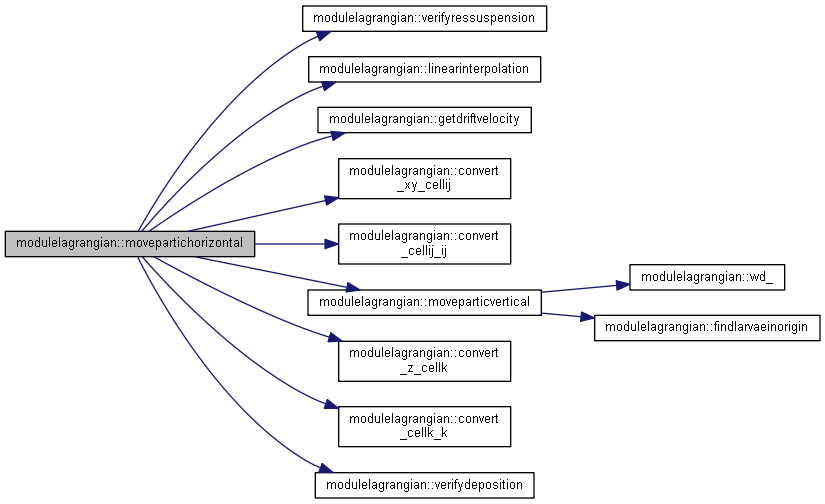 modulelagrangian::verifyressuspension
modulelagrangian::linearinterpolation
modulelagrangian::getdriftvelocity
modulelagrangian::convert
_xy_cellij
modulelagrangian::movepartichorizontal
modulelagrangian::convert
_cellij_ij
modulelagrangian::moveparticvertical
modulelagrangian::wd_
modulelagrangian::findlarvaeinorigin
modulelagrangian::convert
_z_cellk
modulelagrangian::convert
_cellk_k
modulelagrangian::verifydeposition